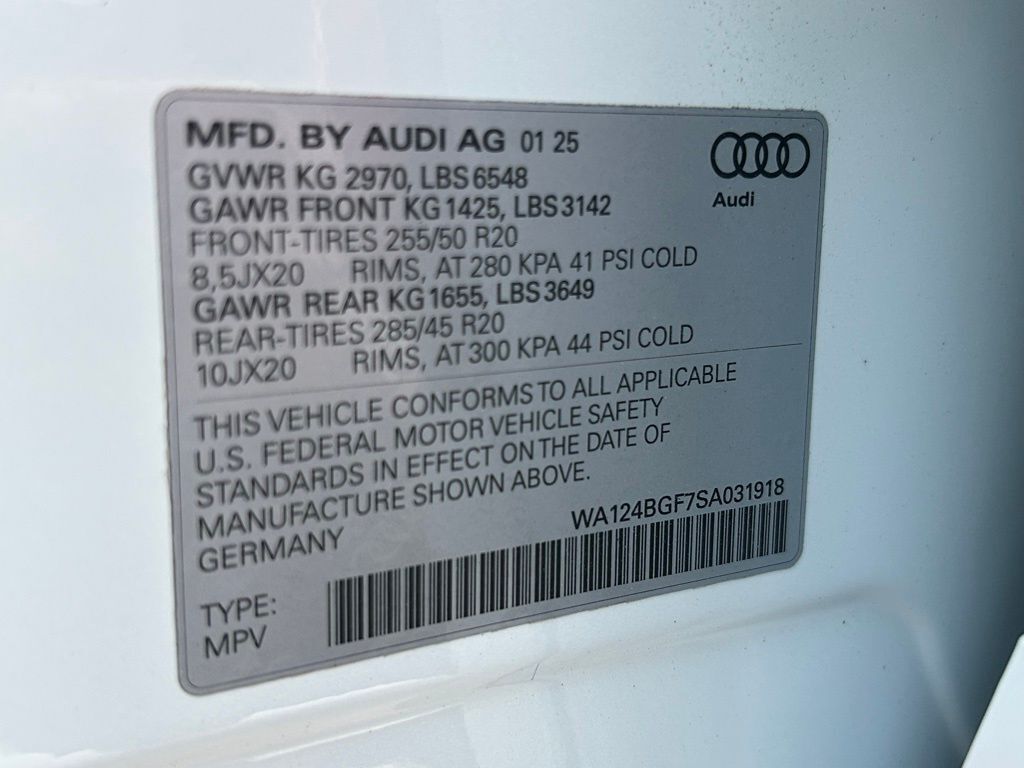 MFD. BY AUDI AG 01 25
GVWR KG 2970, LBS 6548
GAWR FRONT KG 1425, LBS 3142
FRONT-TIRES 255/50 R20
8,5JX20 RIMS, AT 280 KPA 41 PSI COLD
GAWR REAR KG 1655, LBS 3649
REAR-TIRES 285/45 R20
10JX20 RIMS, AT 300 KPA 44 PSI COLD
Audi
THIS VEHICLE CONFORMS TO ALL APPLICABLE
U.S. FEDERAL MOTOR VEHICLE SAFETY
STANDARDS IN EFFECT ON THE DATE OF
MANUFACTURE SHOWN ABOVE.
GERMANY
WA124BGF7SA031918
TYPE:
MPV